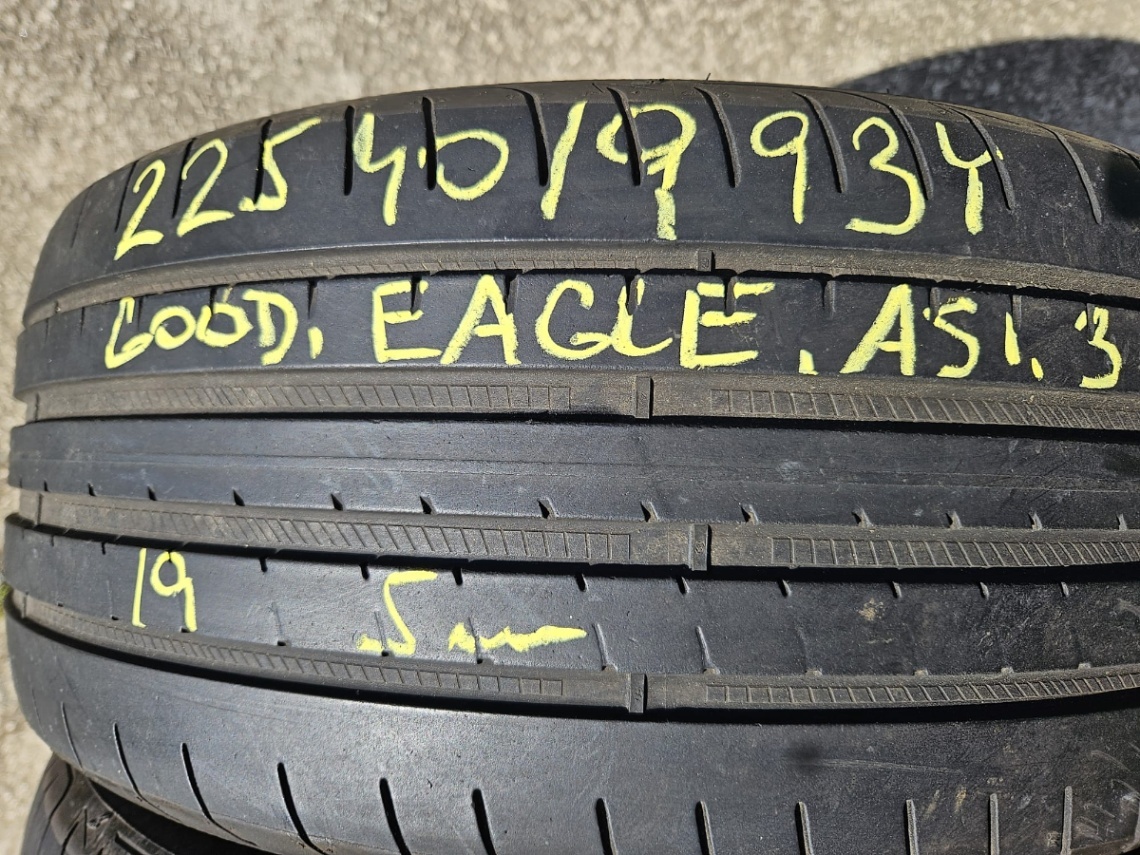 225 40/19 93Y
GOOD. EAGLE. ASI. 3
19 5mm